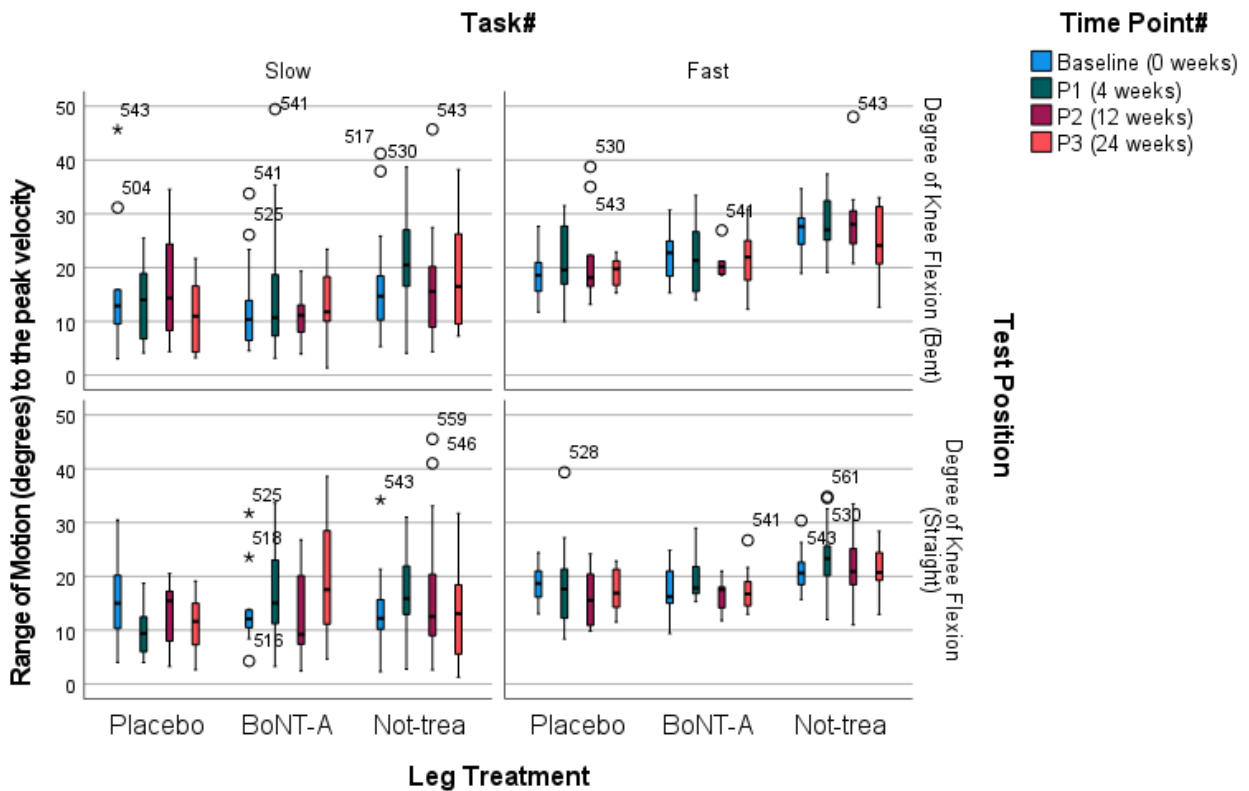 Task#
Time Point#
Slow
Fast
Baseline (0 weeks)
P1 (4 weeks)
P2 (12 weeks)
P3 (24 weeks)
Range of Motion (degrees) to the peak velocity
50
40
30
20
10
0
543
504
541
541
525
517
530
543
530
543
541
543
Degree of Knee Flexion (Bent)
Test Position
50
40
30
20
10
0
525
518
516
543
559
546
528
541
561
530
543
Degree of Knee Flexion
(Straight)
Placebo
BoNT-A
Not-trea
Placebo
BoNT-A
Not-trea
Leg Treatment